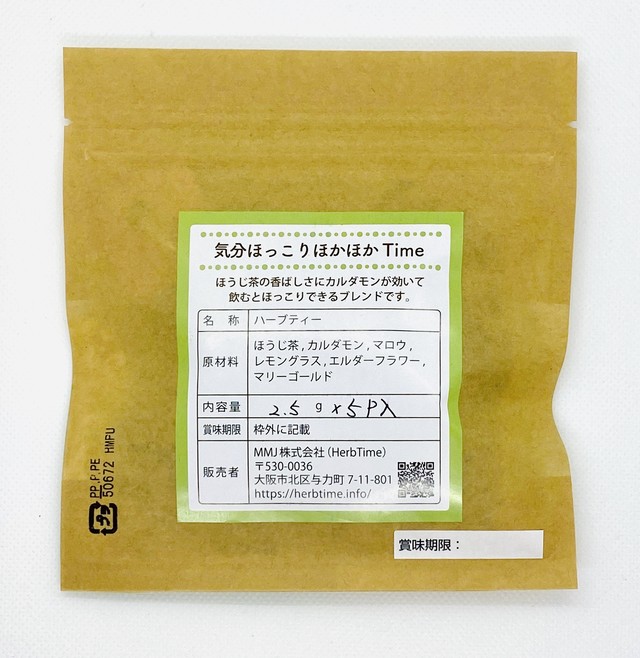 気分ほっこりほかほか Time
ほうじ茶の香ばしさにカルダモンが効いて
飲むとほっこりできるブレンドです。
名 称 ハーブティー
原材料 ほうじ茶 , カルダモン , マロウ ,
レモングラス , エルダーフラワー ,
マリーゴールド
内容量 2.5 g x 5P入
賞味期限 枠外に記載
販売者 MMJ 株式会社 (HerbTime)
〒530-0036
大阪市北区与力町 7-11-801
https://herbtime.info/
プラ
PP,P,PE
50672 HMPU
賞味期限：